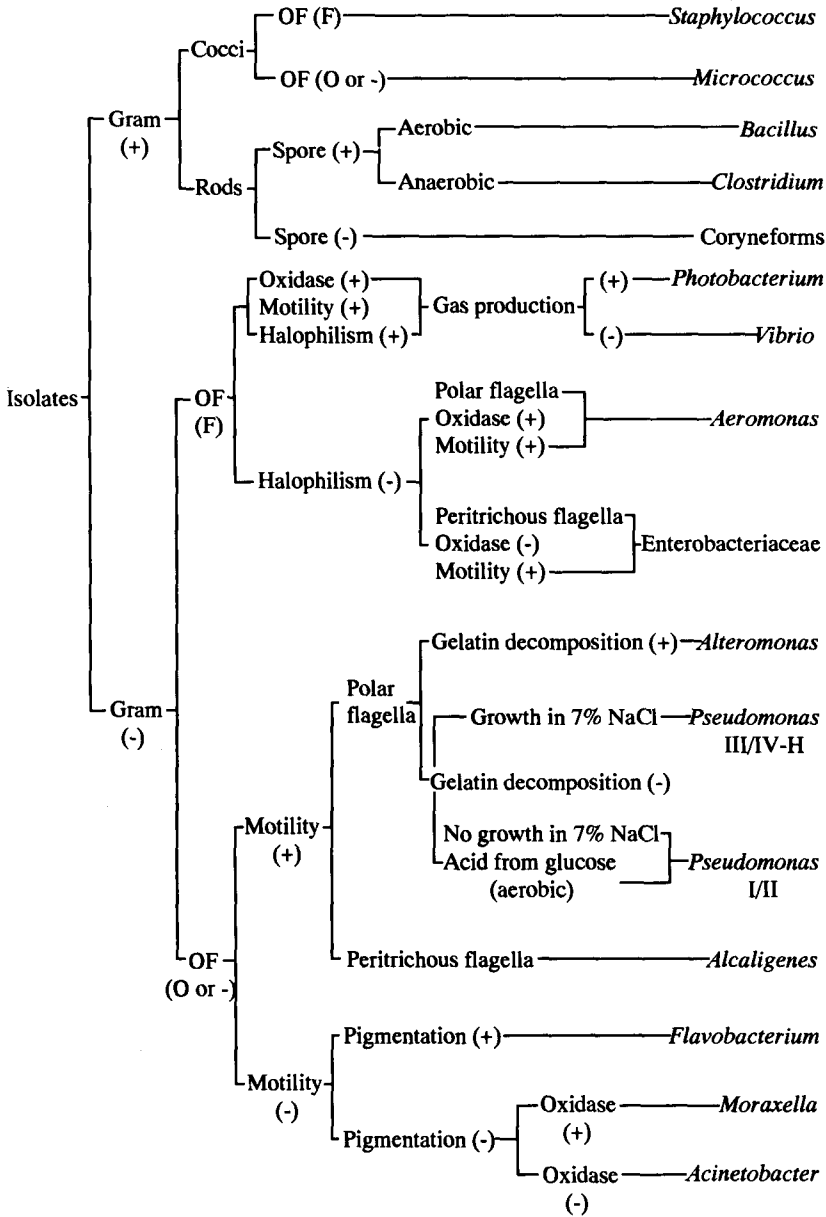 OF (F) Staphylococcus
Cocci
OF (O or -) Micrococcus
Gram
(+)
Aerobic Bacillus
Spore (+)
Anaerobic Clostridium
Rods
Spore (-) Coryneforms
Oxidase (+)
Motility (+)
Halophilism (+)
Gas production
(+) Photobacterium
(-) Vibrio
Isolates
OF
(F)
Polar flagella
Oxidase (+)
Motility (+)
Aeromonas
Halophilism (-)
Peritrichous flagella
Oxidase (-)
Motility (+)
Enterobacteriaceae
Gelatin decomposition (+) Alteromonas
Polar
flagella
Gram
(-)
Growth in 7% NaCl Pseudomonas
III/IV-H
Gelatin decomposition (-)
Motility
(+)
No growth in 7% NaCl
Acid from glucose
(aerobic)
Pseudomonas
I/II
OF
(O or -)
Peritrichous flagella Alcaligenes
Pigmentation (+) Flavobacterium
Motility
(-)
Oxidase
(+)
Moraxella
Pigmentation (-)
Oxidase
(-)
Acinetobacter